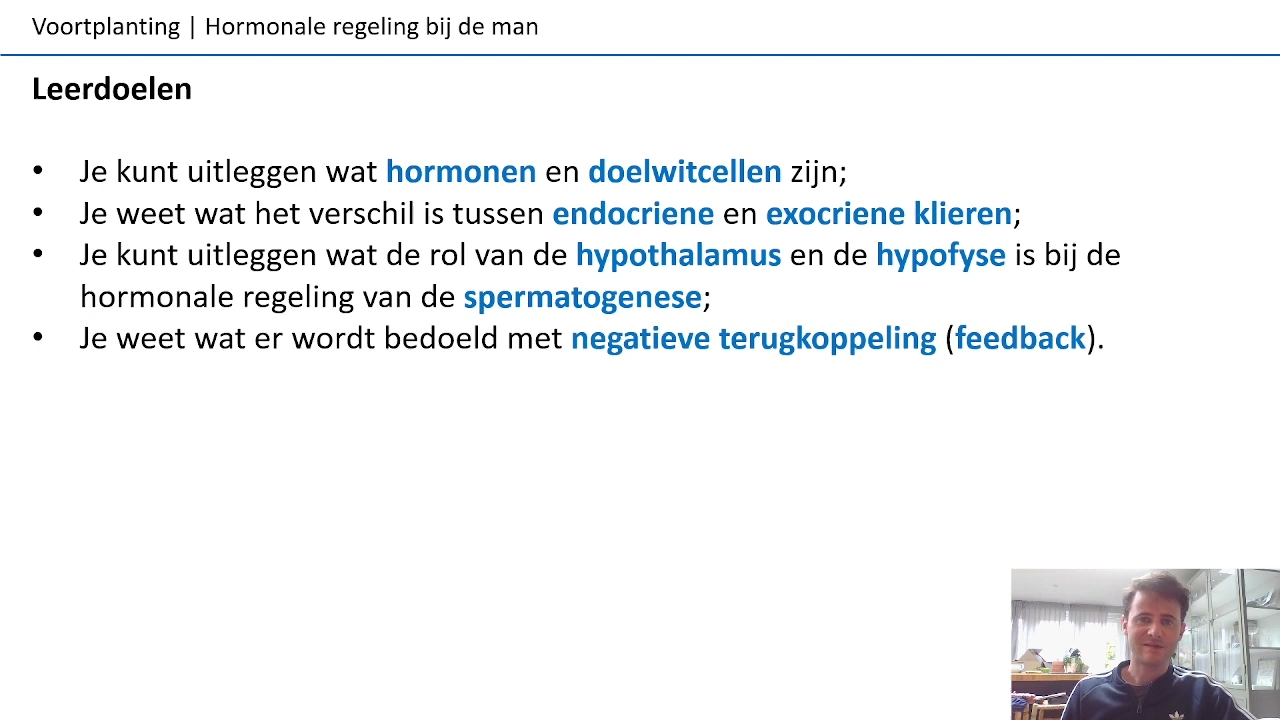 Voortplanting | Hormonale regeling bij de man
Leerdoelen
• Je kunt uitleggen wat hormonen en doelwitcellen zijn;
• Je weet wat het verschil is tussen endocriene en exocriene klieren;
• Je kunt uitleggen wat de rol van de hypothalamus en de hypofyse is bij de
hormonale regeling van de spermatogenese;
• Je weet wat er wordt bedoeld met negatieve terugkoppeling (feedback).